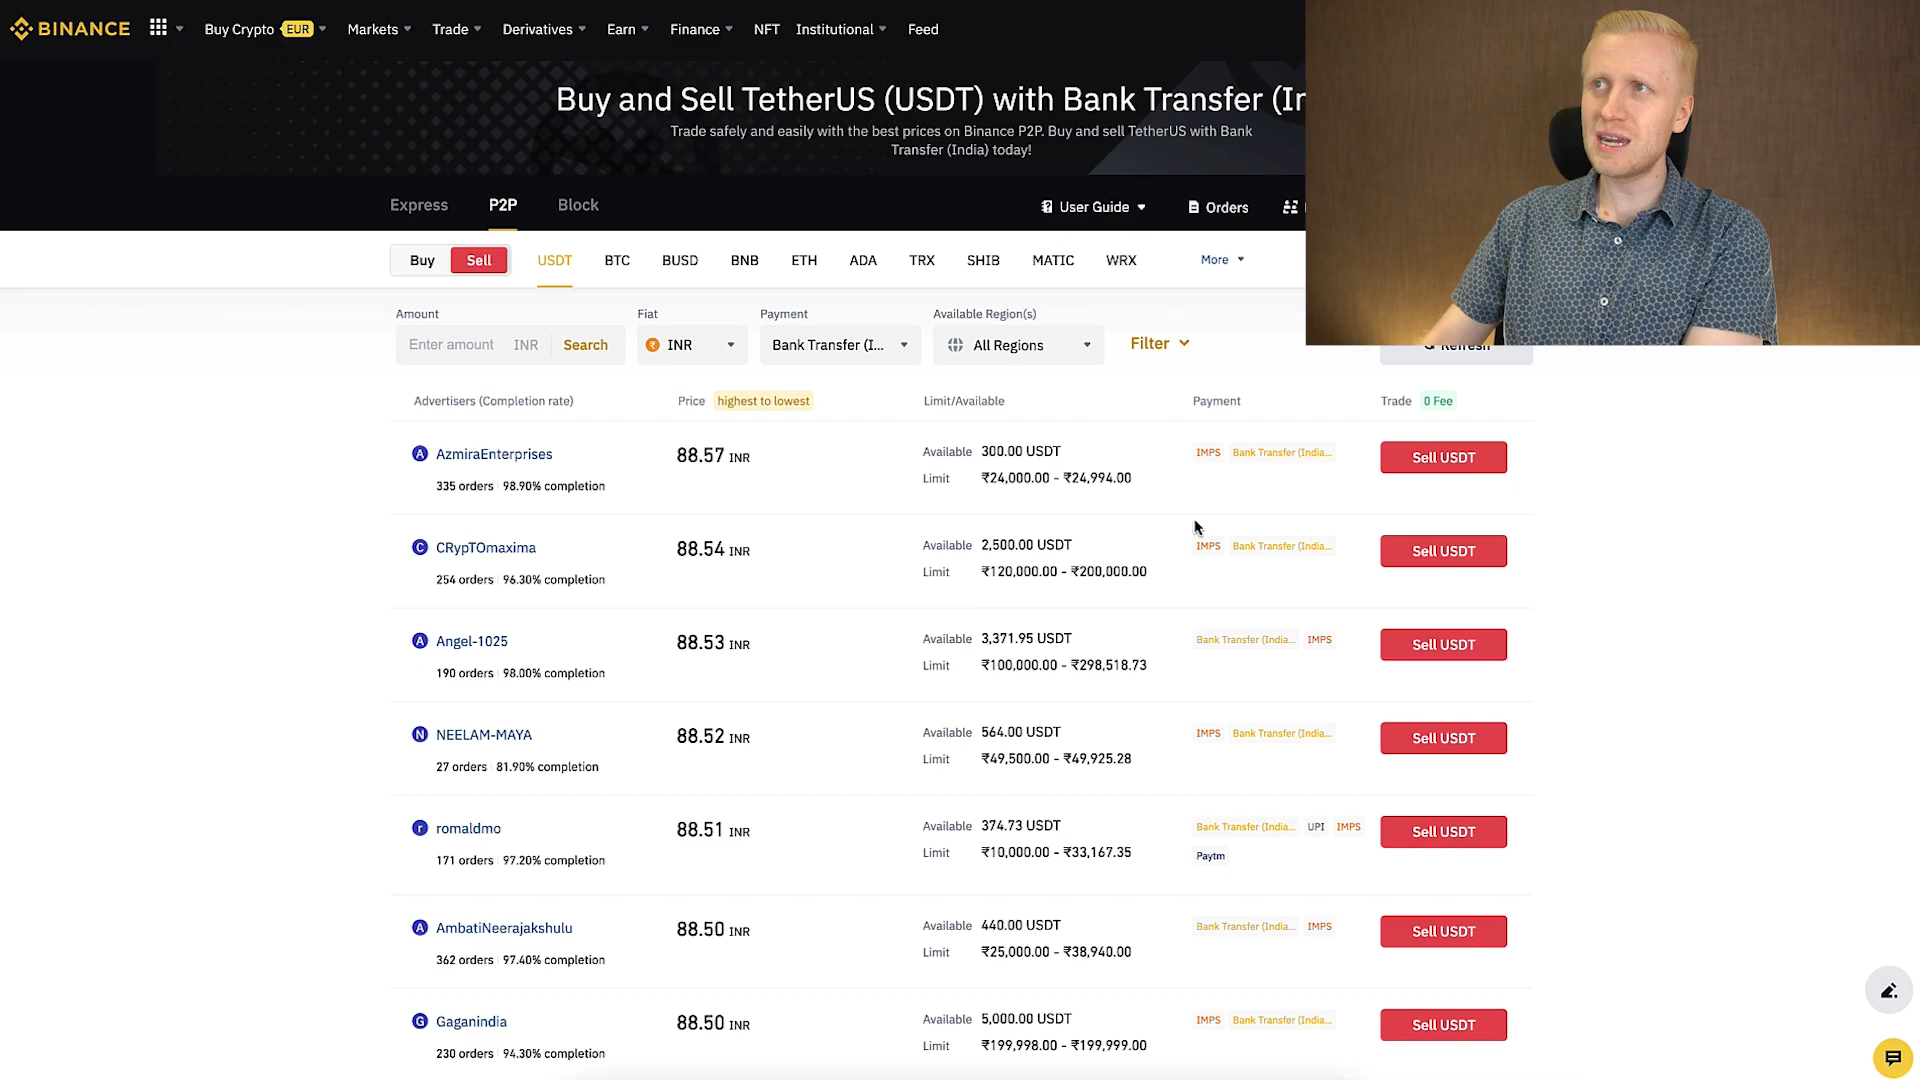 BINANCE
Buy Crypto EUR Markets Trade Derivatives Earn Finance NFT Institutional Feed
Buy and Sell TetherUS (USDT) with Bank Transfer (In
Trade safely and easily with the best prices on Binance P2P. Buy and sell TetherUS with Bank
Transfer (India) today!
Express P2P Block User Guide Orders
Buy Sell USDT BTC BUSD BNB ETH ADA TRX SHIB MATIC WRX More
Amount Fiat Payment Available Region(s)
Enter amount INR Search INR Bank Transfer (I... All Regions Filter Refresh
Advertisers (Completion rate) Price highest to lowest Limit/Available Payment Trade 0 Fee
A AzmiraEnterprises 88.57 INR Available 300.00 USDT IMPS Bank Transfer (India... Sell USDT
335 orders 98.90% completion Limit ₹24,000.00 - ₹24,994.00
C CRypTOmaxima 88.54 INR Available 2,500.00 USDT IMPS Bank Transfer (India... Sell USDT
254 orders 96.30% completion Limit ₹120,000.00 - ₹200,000.00
A Angel-1025 88.53 INR Available 3,371.95 USDT Bank Transfer (India... IMPS Sell USDT
190 orders 98.00% completion Limit ₹100,000.00 - ₹298,518.73
N NEELAM-MAYA 88.52 INR Available 564.00 USDT IMPS Bank Transfer (India... Sell USDT
27 orders 81.90% completion Limit ₹49,500.00 - ₹49,925.28
r romaldmo 88.51 INR Available 374.73 USDT Bank Transfer (India... UPI IMPS Sell USDT
171 orders 97.20% completion Limit ₹10,000.00 - ₹33,167.35 Paytm
A AmbatiNeerajakshulu 88.50 INR Available 440.00 USDT Bank Transfer (India... IMPS Sell USDT
362 orders 97.40% completion Limit ₹25,000.00 - ₹38,940.00
G Gaganindia 88.50 INR Available 5,000.00 USDT IMPS Bank Transfer (India... Sell USDT
230 orders 94.30% completion Limit ₹199,998.00 - ₹199,999.00